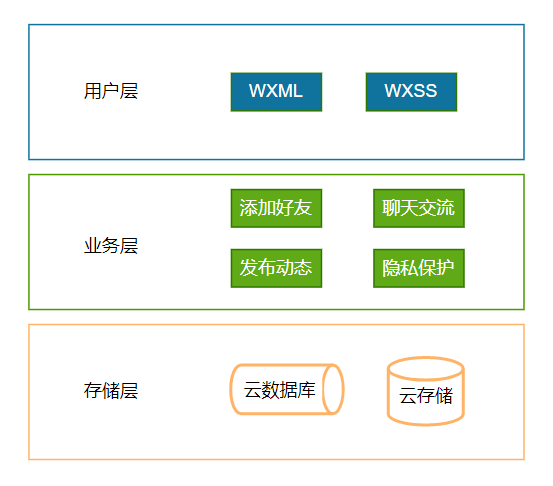 用户层
WXML
WXSS
业务层
添加好友
聊天交流
发布动态
隐私保护
存储层
云数据库
云存储